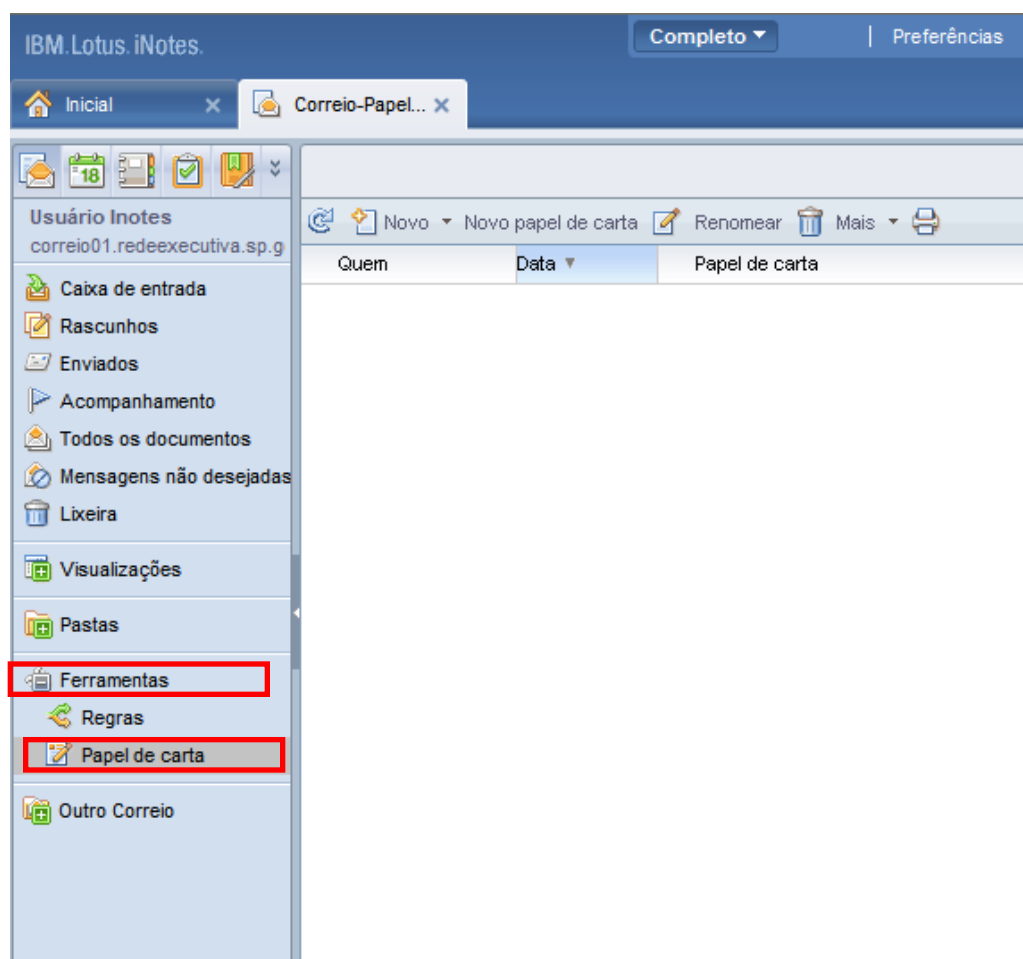 IBM.Lotus.iNotes.
Completo | Preferências
Inicial
Correio-Papel...
18
Usuário Inotes
correio01.redeexecutiva.sp.g
Novo Novo papel de carta Renomear Mais
Quem Data Papel de carta
Caixa de entrada
Rascunhos
Enviados
Acompanhamento
Todos os documentos
Mensagens não desejadas
Lixeira
Visualizações
Pastas
Ferramentas
Regras
Papel de carta
Outro Correio